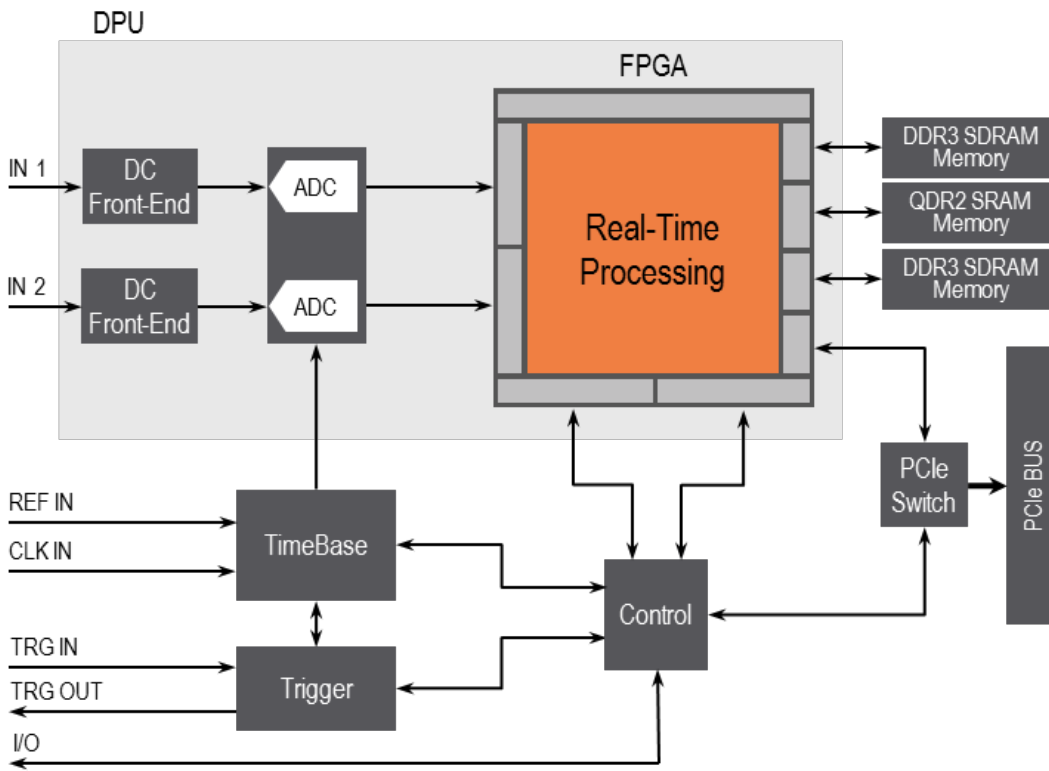 DPU
FPGA
IN 1
DC
Front-End
ADC
Real-Time
Processing
DDR3 SDRAM
Memory
QDR2 SRAM
Memory
IN 2
DC
Front-End
ADC
DDR3 SDRAM
Memory
REF IN
CLK IN
TimeBase
PCIe
Switch
PCIe BUS
Control
TRG IN
TRG OUT
Trigger
I/O